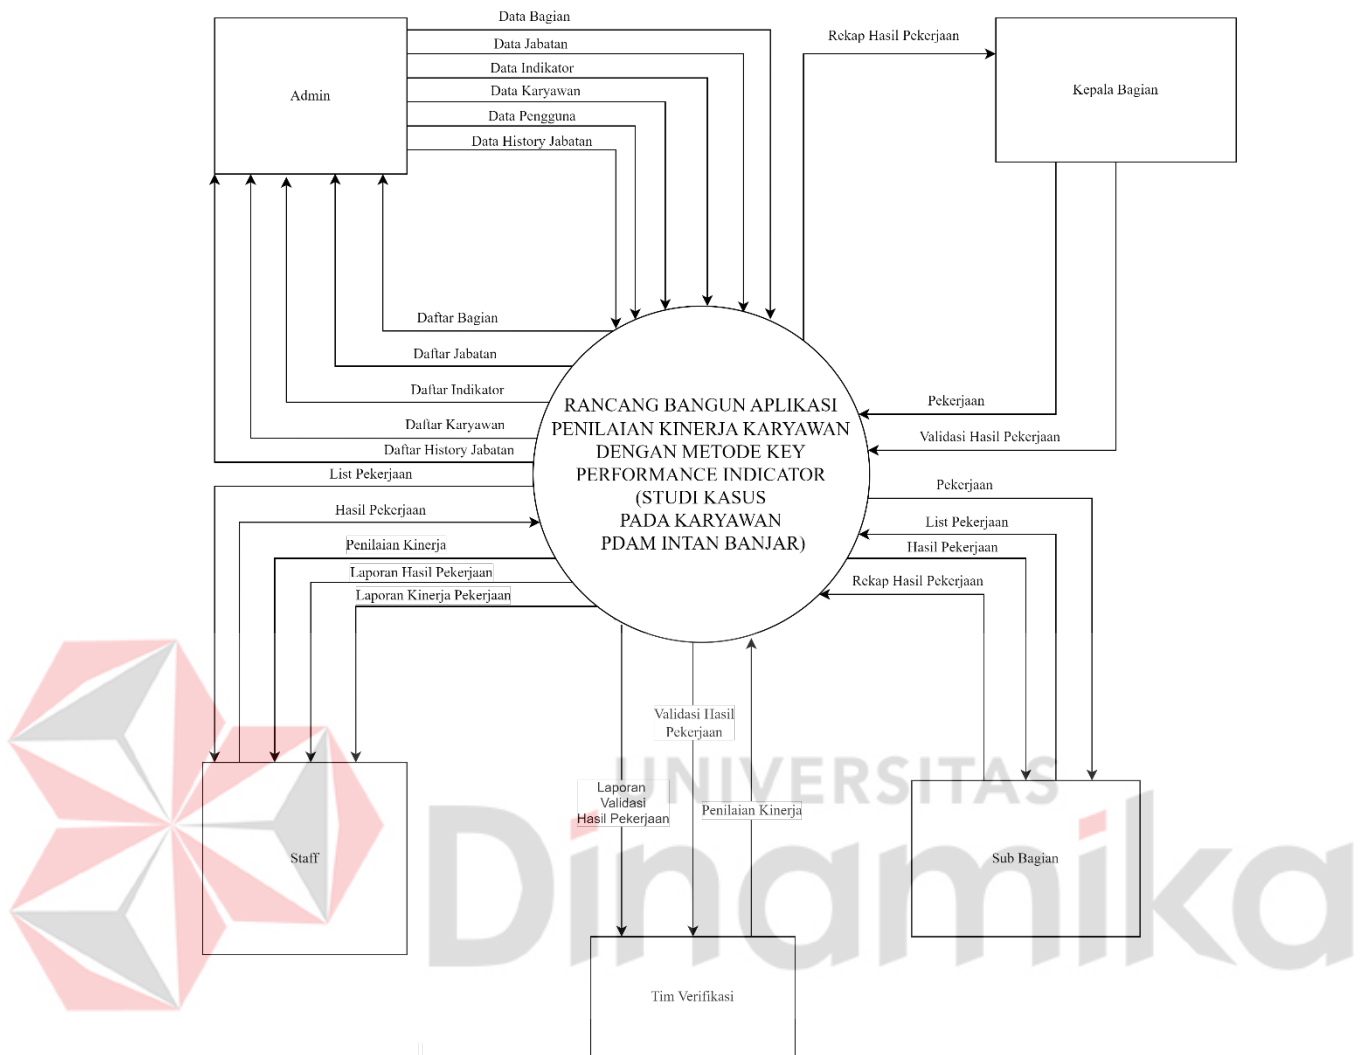 Data Bagian
Data Jabatan
Data Indikator
Data Karyawan
Data Pengguna
Data History Jabatan
Admin
Rekap Hasil Pekerjaan
Kepala Bagian
Daftar Bagian
Daftar Jabatan
Daftar Indikator
Daftar Karyawan
Daftar History Jabatan
List Pekerjaan
Hasil Pekerjaan
Penilaian Kinerja
Laporan Hasil Pekerjaan
Laporan Kinerja Pekerjaan
RANCANG BANGUN APLIKASI
PENILAIAN KINERJA KARYAWAN
DENGAN METODE KEY
PERFORMANCE INDICATOR
(STUDI KASUS
PADA KARYAWAN
PDAM INTAN BANJAR)
Pekerjaan
Validasi Hasil Pekerjaan
Pekerjaan
List Pekerjaan
Hasil Pekerjaan
Rekap Hasil Pekerjaan
Validasi Hasil
Pekerjaan
Laporan
Validasi
Hasil Pekerjaan
Penilaian Kinerja
Staff
Sub Bagian
Tim Verifikasi
UNIVERSITAS
Dinamika